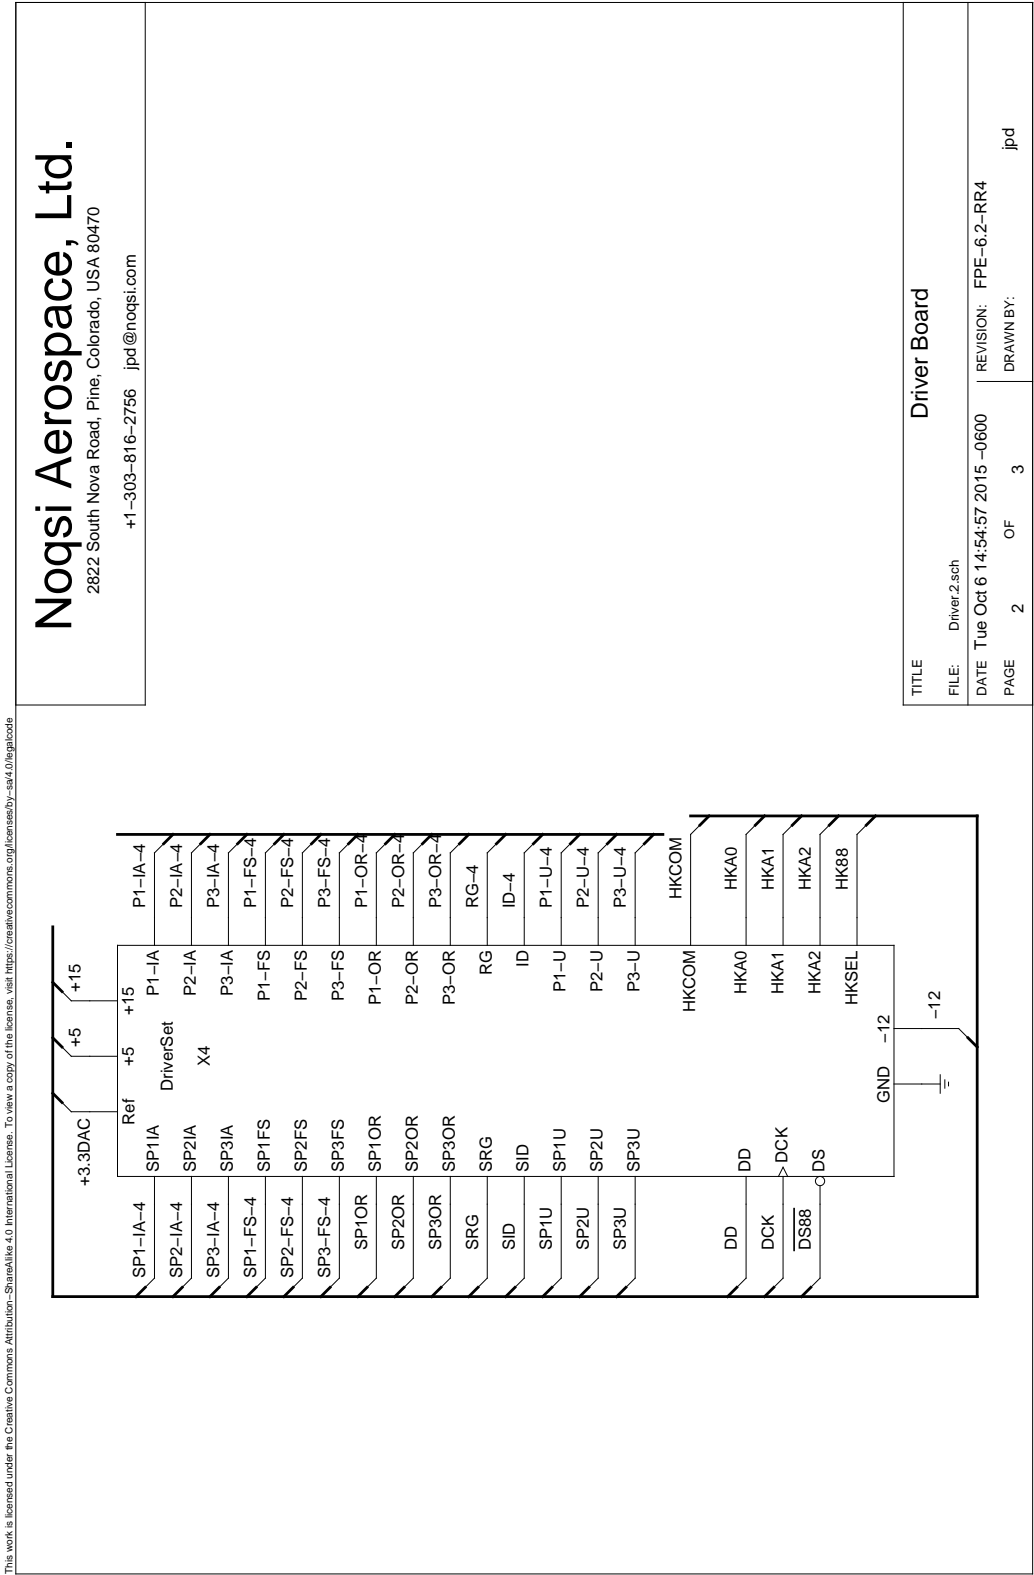 This work is licensed under the Creative Commons Attribution−ShareAlike 4.0 International License. To view a copy of the license, visit https://creativecommons.org/licenses/by−sa/4.0/legalcode
Noqsi Aerospace, Ltd.
2822 South Nova Road, Pine, Colorado, USA 80470
+1−303−816−2756 jpd@noqsi.com
+3.3DAC
+5
+15
Ref
+5
+15
DriverSet
X4
SP1−IA−4
SP2−IA−4
SP3−IA−4
SP1−FS−4
SP2−FS−4
SP3−FS−4
SP1OR
SP2OR
SP3OR
SRG
SID
SP1U
SP2U
SP3U
DD
DCK
DS88
SP1IA
SP2IA
SP3IA
SP1FS
SP2FS
SP3FS
SP1OR
SP2OR
SP3OR
SRG
SID
SP1U
SP2U
SP3U
DD
DCK
DS
P1−IA
P2−IA
P3−IA
P1−FS
P2−FS
P3−FS
P1−OR
P2−OR
P3−OR
RG
ID
P1−U
P2−U
P3−U
HKCOM
HKA0
HKA1
HKA2
HKSEL
P1−IA−4
P2−IA−4
P3−IA−4
P1−FS−4
P2−FS−4
P3−FS−4
P1−OR−4
P2−OR−4
P3−OR−4
RG−4
ID−4
P1−U−4
P2−U−4
P3−U−4
HKCOM
HKA0
HKA1
HKA2
HK88
GND
−12
−12
TITLE
Driver Board
FILE: Driver.2.sch
DATE Tue Oct 6 14:54:57 2015 −0600
REVISION: FPE−6.2−RR4
PAGE 2 OF 3
DRAWN BY: jpd